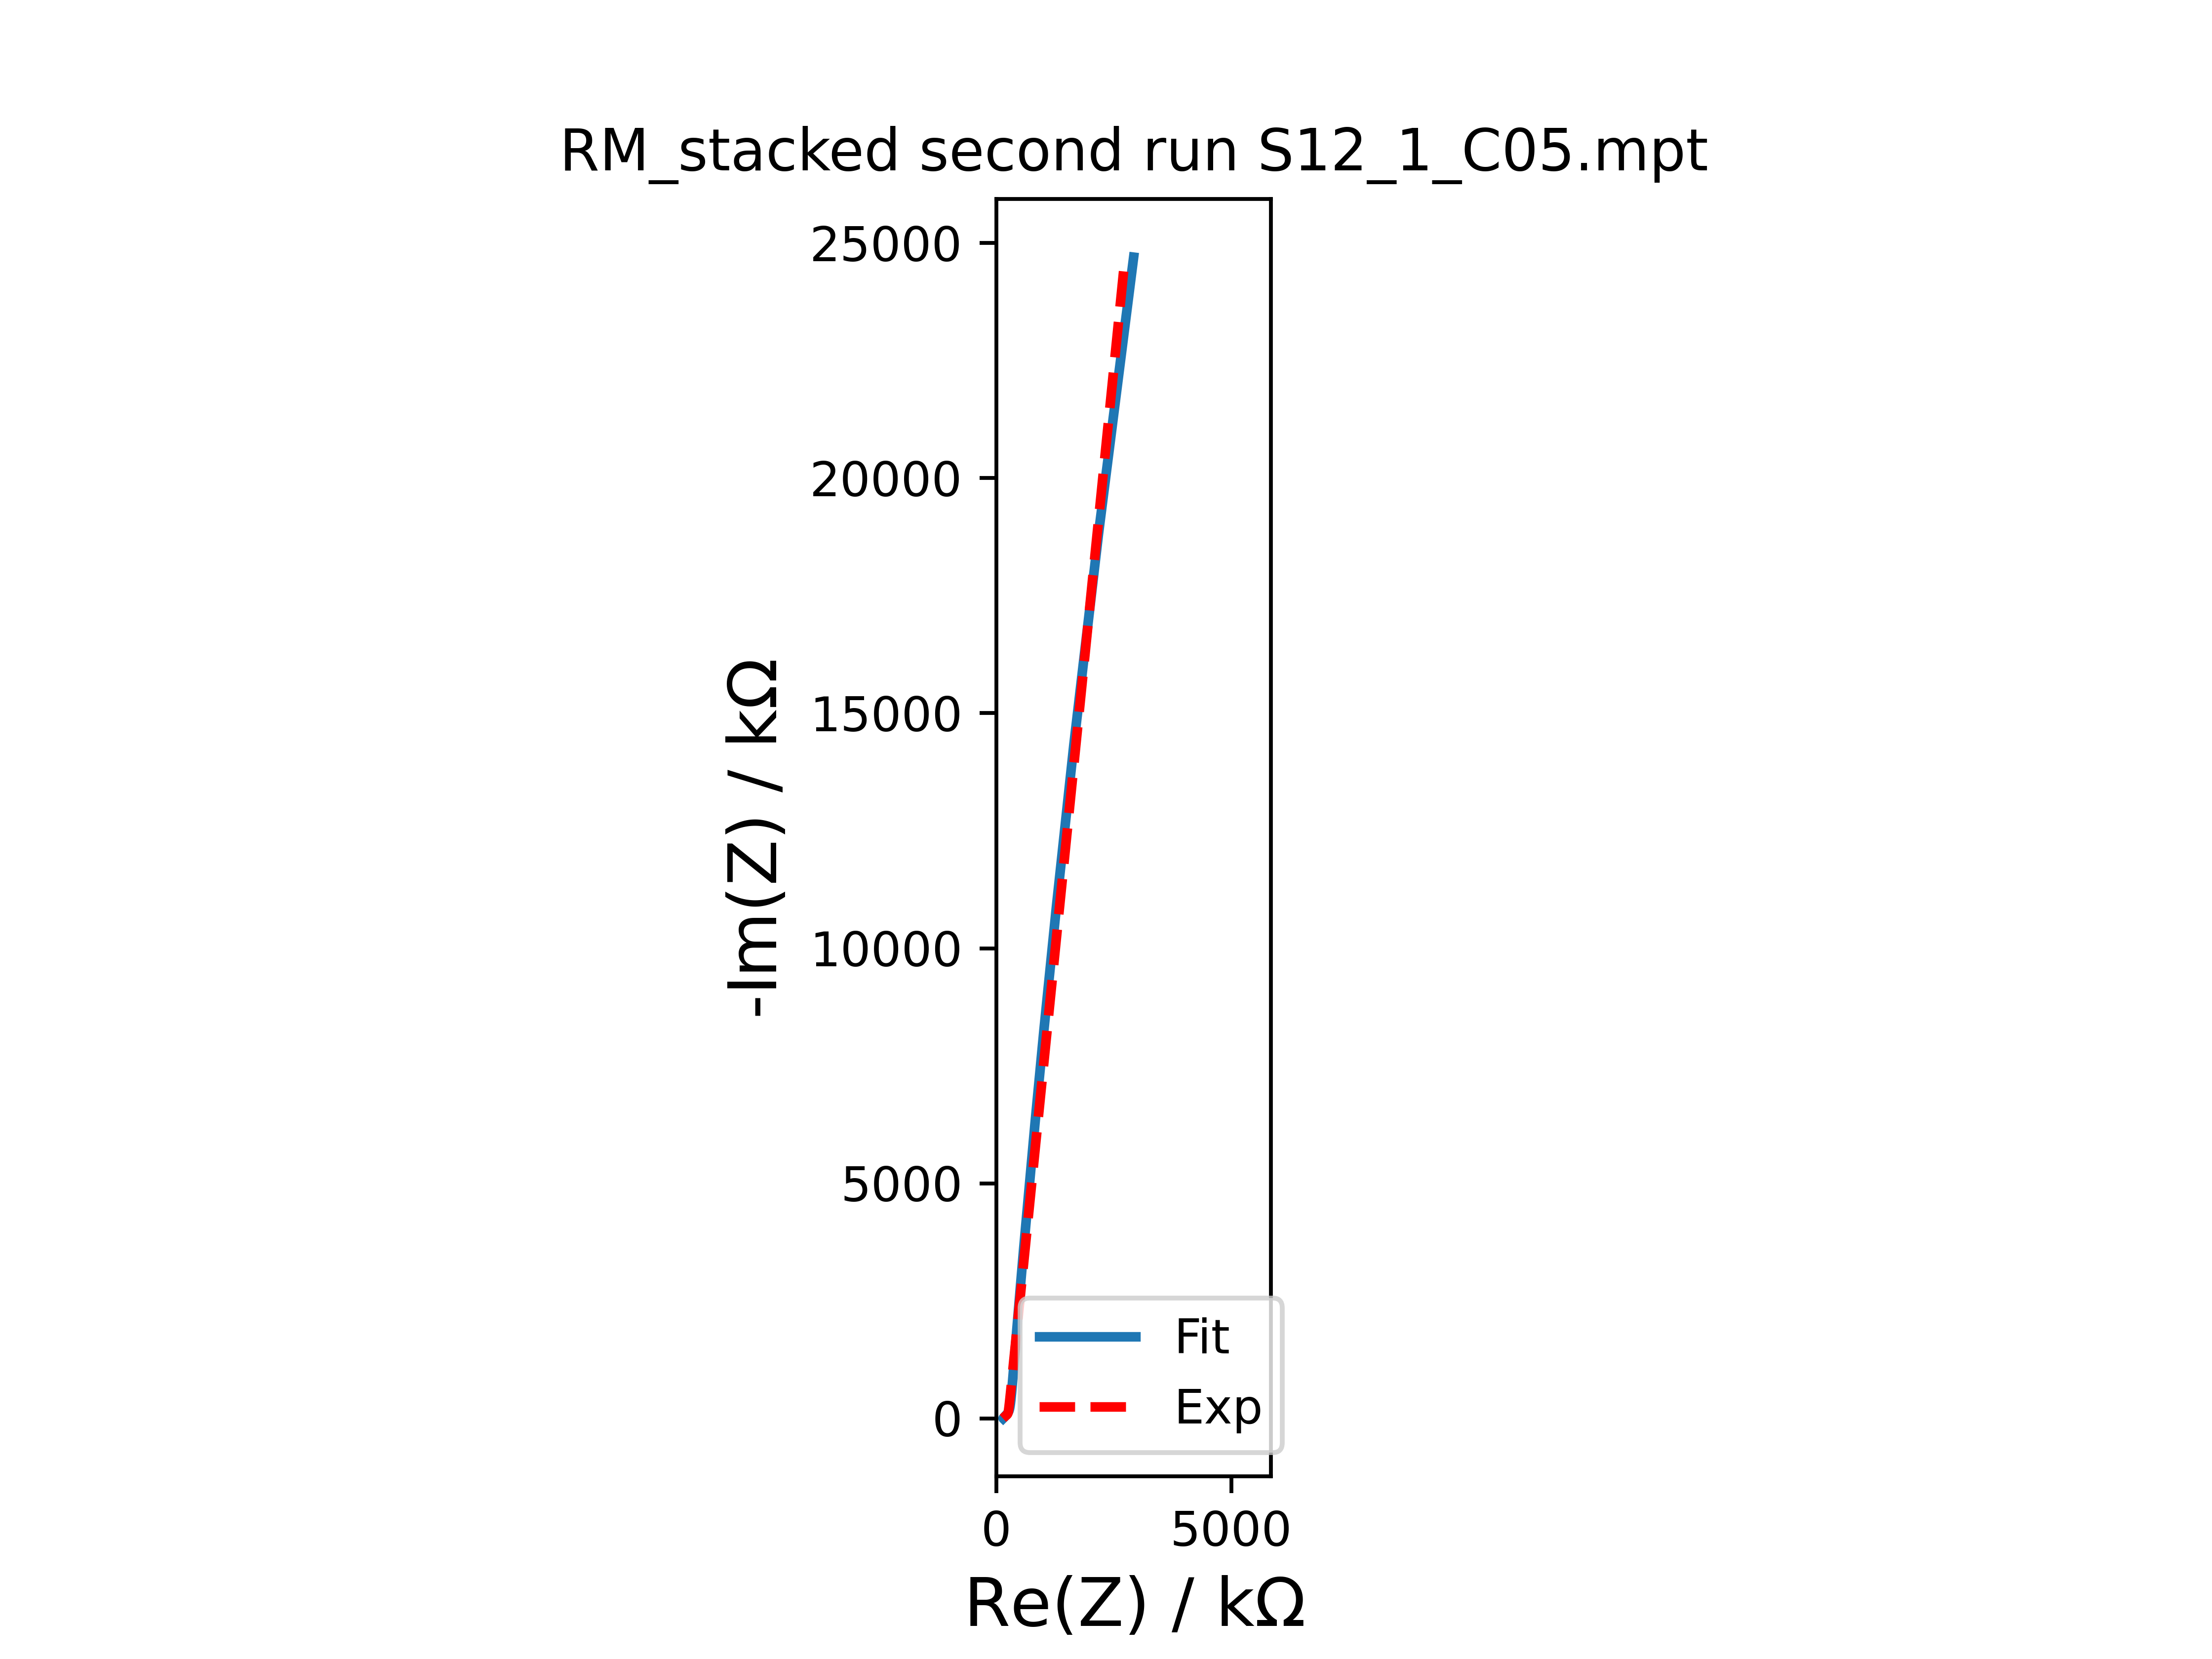 RM_stacked second run S12_1_C05.mpt
25000
20000
15000
10000
5000
0
-Im(Z) / kΩ
Fit
Exp
0 5000
Re(Z) / kΩ